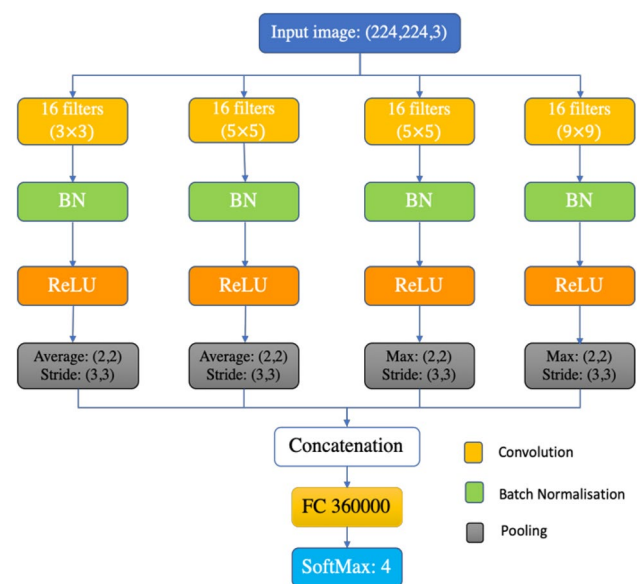 Input image: (224,224,3)
16 filters
(3×3)
16 filters
(5×5)
16 filters
(5×5)
16 filters
(9×9)
BN
BN
BN
BN
ReLU
ReLU
ReLU
ReLU
Average: (2,2)
Stride: (3,3)
Average: (2,2)
Stride: (3,3)
Max: (2,2)
Stride: (3,3)
Max: (2,2)
Stride: (3,3)
Concatenation
FC 360000
SoftMax: 4
Convolution
Batch Normalisation
Pooling